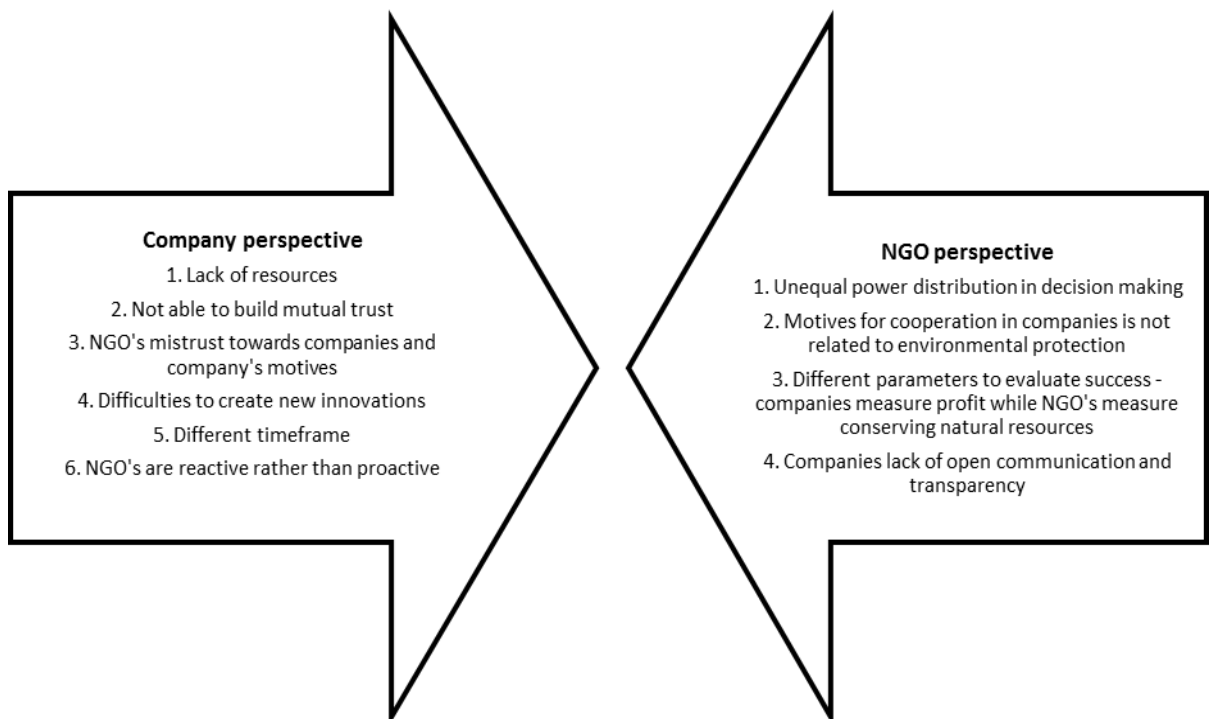 Company perspective
1. Lack of resources
2. Not able to build mutual trust
3. NGO's mistrust towards companies and
company's motives
4. Difficulties to create new innovations
5. Different timeframe
6. NGO's are reactive rather than proactive
NGO perspective
1. Unequal power distribution in decision making
2. Motives for cooperation in companies is not
related to environmental protection
3. Different parameters to evaluate success -
companies measure profit while NGO's measure
conserving natural resources
4. Companies lack of open communication and
transparency